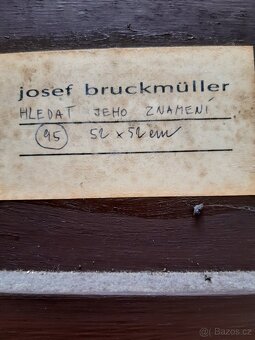 josef bruckmüller
HLEDAT JEHO ZNAMENÍ
95 52 x 52 cm
Bazos.cz